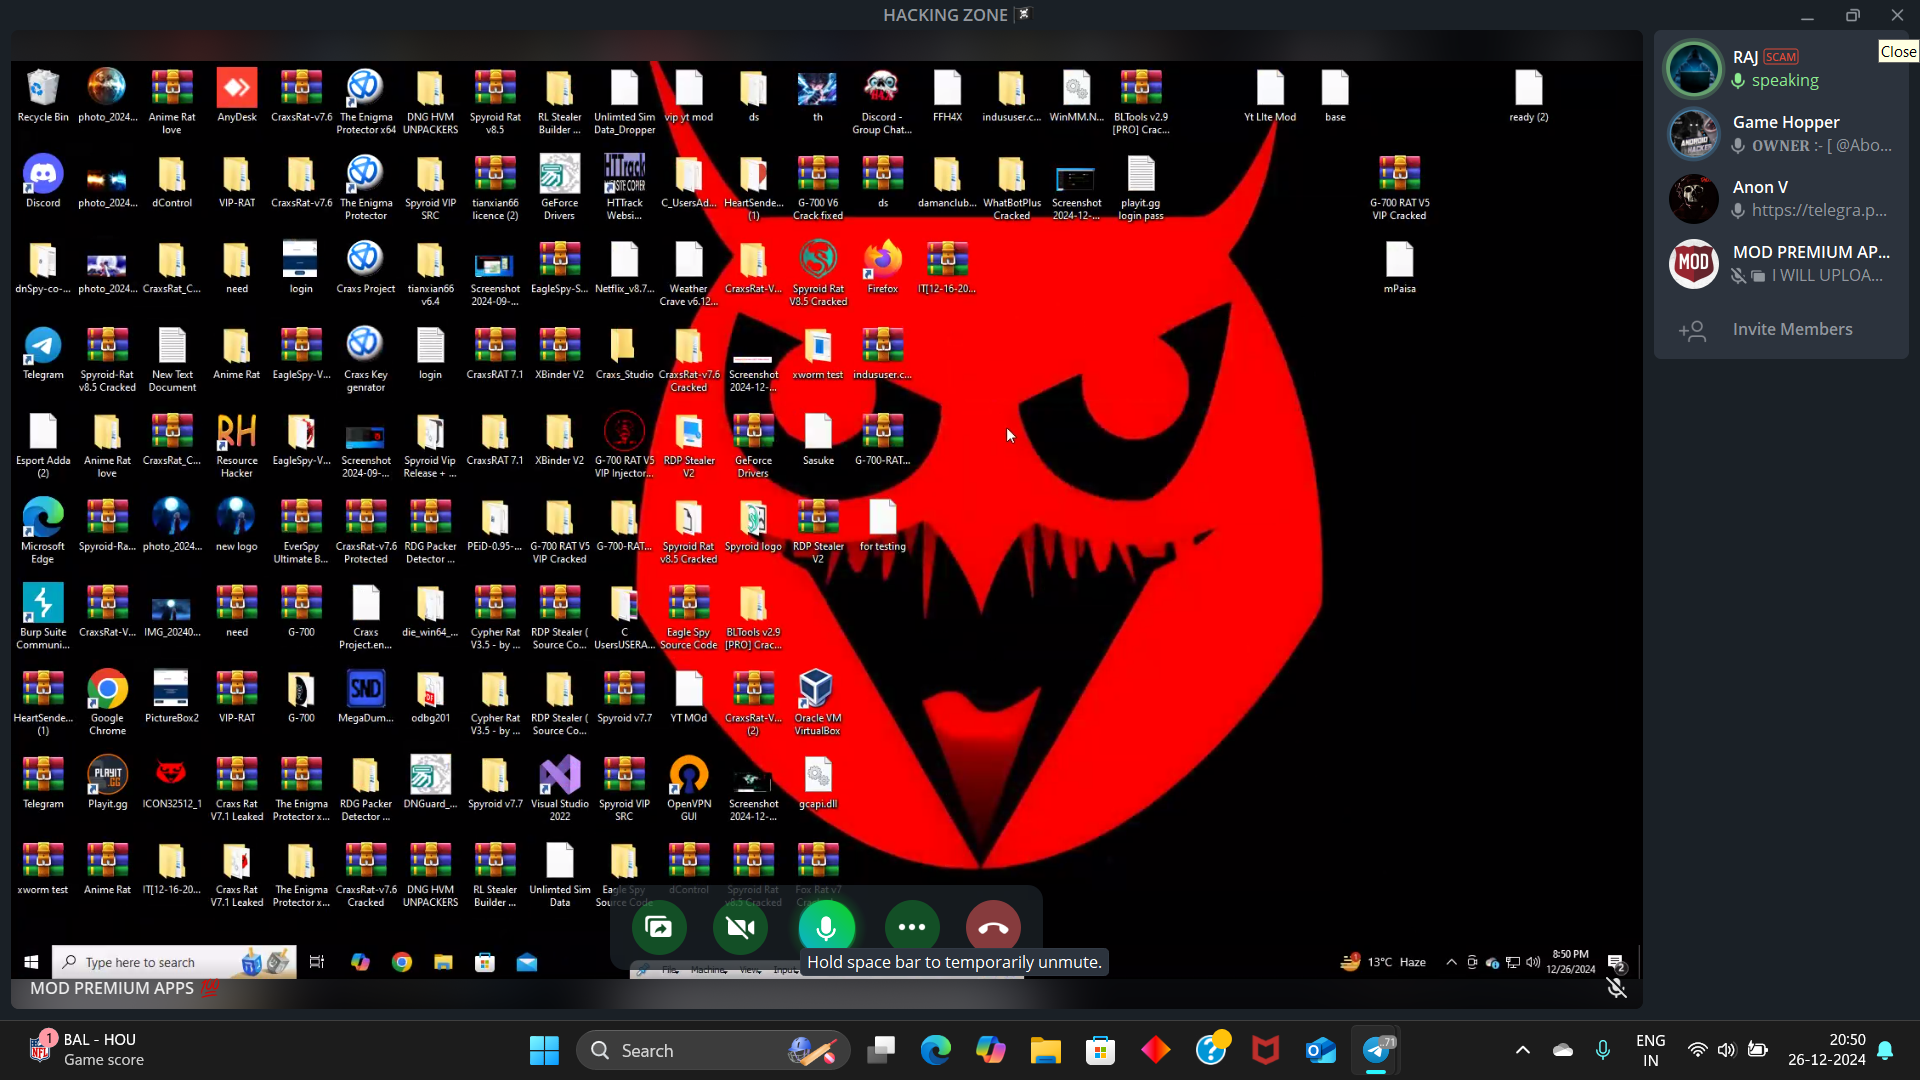 HACKING ZONE
Close
RAJ SCAM
speaking
Game Hopper
OWNER :- [ @Abo...
Anon V
https://telegra.p...
MOD PREMIUM AP...
I WILL UPLOA...
Invite Members
Recycle Bin
photo_2024...
Anime Rat
love
AnyDesk
CraxsRat-v7.6
The Enigma
Protector x64
DNG HVM
UNPACKERS
Spyroid Rat
v8.5
RL Stealer
Builder ...
Unlimted Sim
Data_Dropper
vip yt mod
ds
th
Discord -
Group Chat...
FFH4X
indususer.c...
WinMM.N...
BLTools v2.9
[PRO] Crac...
Yt LIte Mod
base
ready (2)
Discord
photo_2024...
dControl
VIP-RAT
CraxsRat-v7.6
The Enigma
Protector
Spyroid VIP
SRC
tianxian66
licence (2)
GeForce
Drivers
HTTrack
WEBSITE COPIER
HTTrack
Websi...
C_UsersAd...
HeartSende...
(1)
G-700 V6
Crack fixed
ds
damanclub...
WhatBotPlus
Cracked
Screenshot
2024-12-...
playit.gg
login pass
G-700 RAT V5
VIP Cracked
dnSpy-co-...
photo_2024...
CraxsRat_C...
need
login
Craxs Project
tianxian66
v6.4
Screenshot
2024-09-...
EagleSpy-S...
Netflix_v8.7...
Weather
Crave v6.12...
CraxsRat-V...
Spyroid Rat
V8.5 Cracked
Firefox
IT[12-16-20...
mPaisa
Telegram
Spyroid-Rat
v8.5 Cracked
New Text
Document
Anime Rat
EagleSpy-V...
Craxs Key
genrator
login
CraxsRAT 7.1
XBinder V2
Craxs_Studio
CraxsRat-v7.6
Cracked
Screenshot
2024-12-...
xworm test
indususer.c...
Esport Adda
(2)
Anime Rat
love
CraxsRat_C...
RH
Resource
Hacker
EagleSpy-V...
Screenshot
2024-09-...
Spyroid Vip
Release + ...
CraxsRAT 7.1
XBinder V2
G-700 RAT V5
VIP Injector...
RDP Stealer
V2
GeForce
Drivers
Sasuke
G-700-RAT...
Microsoft
Edge
Spyroid-Ra...
photo_2024...
new logo
EverSpy
Ultimate B...
CraxsRat-v7.6
Protected
RDG Packer
Detector ...
PEiD-0.95-...
G-700 RAT V5
VIP Cracked
G-700-RAT...
Spyroid Rat
v8.5 Cracked
Spyroid logo
RDP Stealer
V2
for testing
Burp Suite
Communi...
CraxsRat-V...
IMG_20240...
need
G-700
Craxs
Project.en...
die_win64_...
Cypher Rat
V3.5 - by ...
RDP Stealer (
Source Co...
C
UsersUSERA...
Eagle Spy
Source Code
BLTools v2.9
[PRO] Crac...
HeartSende...
(1)
Google
Chrome
PictureBox2
VIP-RAT
G-700
SND
MegaDum...
odbg201
Cypher Rat
V3.5 - by ...
RDP Stealer (
Source Co...
Spyroid v7.7
YT MOd
CraxsRat-V...
(2)
Oracle VM
VirtualBox
Telegram
PLAYIT
.GG
Playit.gg
ICON32512_1
Craxs Rat
V7.1 Leaked
The Enigma
Protector x...
RDG Packer
Detector ...
DNGuard_...
Spyroid v7.7
Visual Studio
2022
Spyroid VIP
SRC
OpenVPN
GUI
Screenshot
2024-12-...
gcapi.dll
xworm test
Anime Rat
IT[12-16-20...
Craxs Rat
V7.1 Leaked
The Enigma
Protector x...
CraxsRat-v7.6
Cracked
DNG HVM
UNPACKERS
RL Stealer
Builder ...
Unlimted Sim
Data
Eagle Spy
Source Code
dControl
Spyroid Rat
v8.5 Cracked
Fox Rat v7
Type here to search
File Machine View Input
Hold space bar to temporarily unmute.
13°C Haze
8:50 PM
12/26/2024
2
MOD PREMIUM APPS 💯
1
BAL - HOU
Game score
Search
..71
ENG
IN
20:50
26-12-2024
MOD